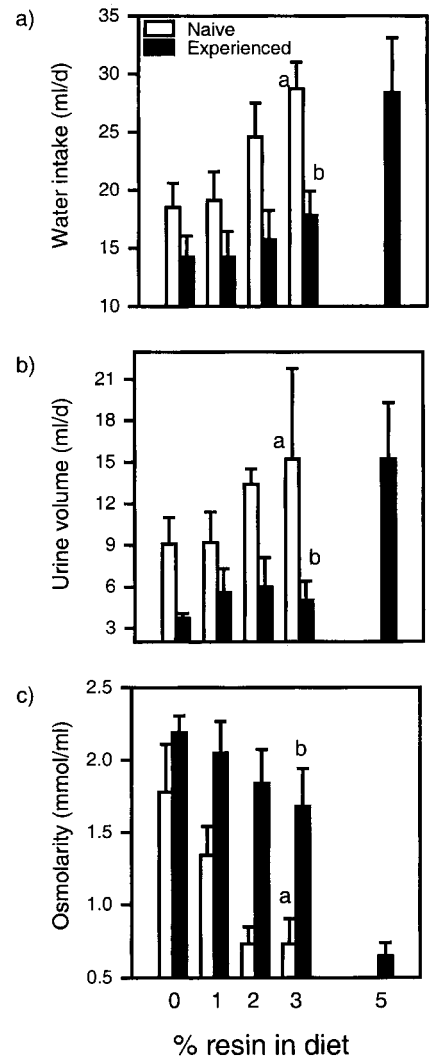 a)
Water intake (ml/d)
35
30
25
20
15
10
Naive
Experienced
a
b
b)
Urine volume (ml/d)
21
18
15
12
9
6
3
a
b
c)
Osmolarity (mmol/ml)
2.5
2.0
1.5
1.0
0.5
b
a
0 1 2 3 5
% resin in diet